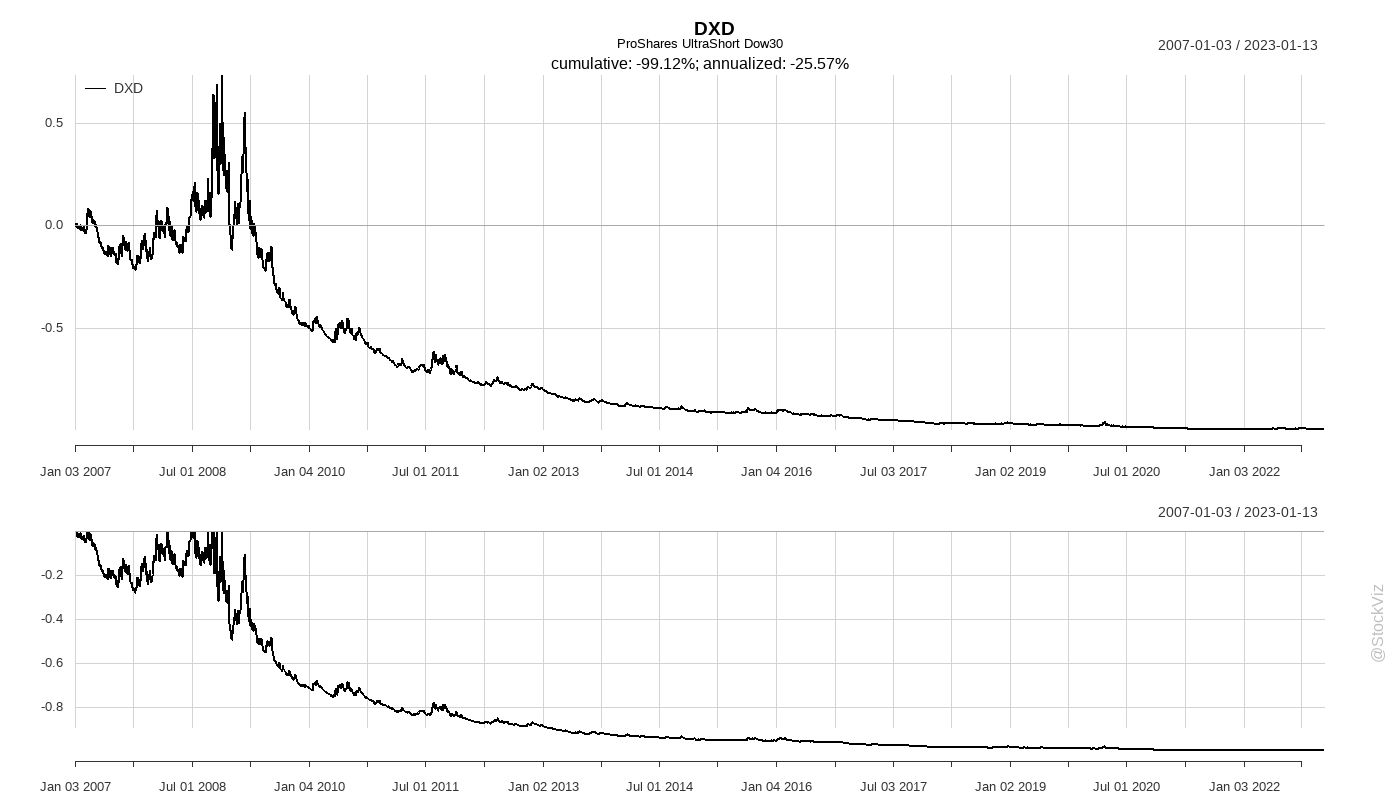 DXD
ProShares UltraShort Dow30
cumulative: -99.12%; annualized: -25.57%
2007-01-03 / 2023-01-13
DXD
0.5
0.0
-0.5
Jan 03 2007 Jul 01 2008 Jan 04 2010 Jul 01 2011 Jan 02 2013 Jul 01 2014 Jan 04 2016 Jul 03 2017 Jan 02 2019 Jul 01 2020 Jan 03 2022
2007-01-03 / 2023-01-13
-0.2
-0.4
-0.6
-0.8
Jan 03 2007 Jul 01 2008 Jan 04 2010 Jul 01 2011 Jan 02 2013 Jul 01 2014 Jan 04 2016 Jul 03 2017 Jan 02 2019 Jul 01 2020 Jan 03 2022
@StockViz